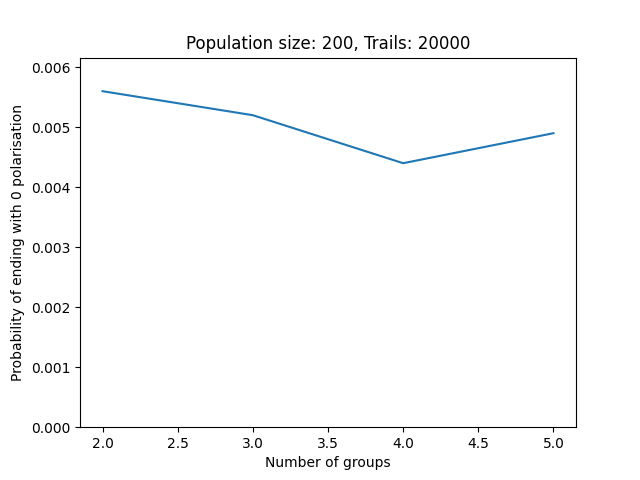 Population size: 200, Trails: 20000
0.006
0.005
0.004
0.003
0.002
0.001
0.000
Probability of ending with 0 polarisation
2.0 2.5 3.0 3.5 4.0 4.5 5.0
Number of groups